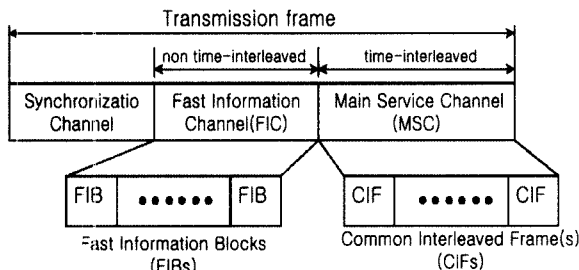 Transmission frame
non time-interleaved
time-interleaved
Synchronizatio
Channel
Fast Information
Channel(FIC)
Main Service Channel
(MSC)
FIB
FIB
CIF
CIF
Fast Information Blocks
(FIBs)
Common Interleaved Frame(s)
(CIFs)